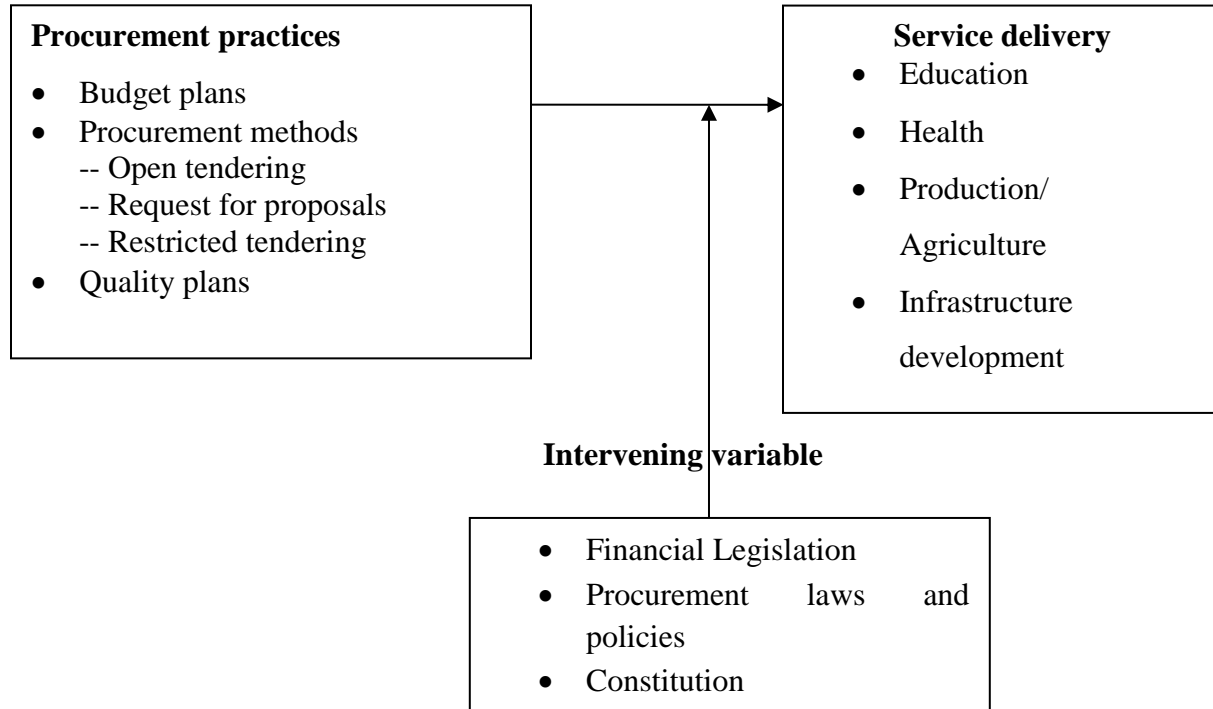 Procurement practices
• Budget plans
• Procurement methods
-- Open tendering
-- Request for proposals
-- Restricted tendering
• Quality plans
Service delivery
• Education
• Health
• Production/
Agriculture
• Infrastructure
development
Intervening variable
• Financial Legislation
• Procurement laws and
policies
• Constitution